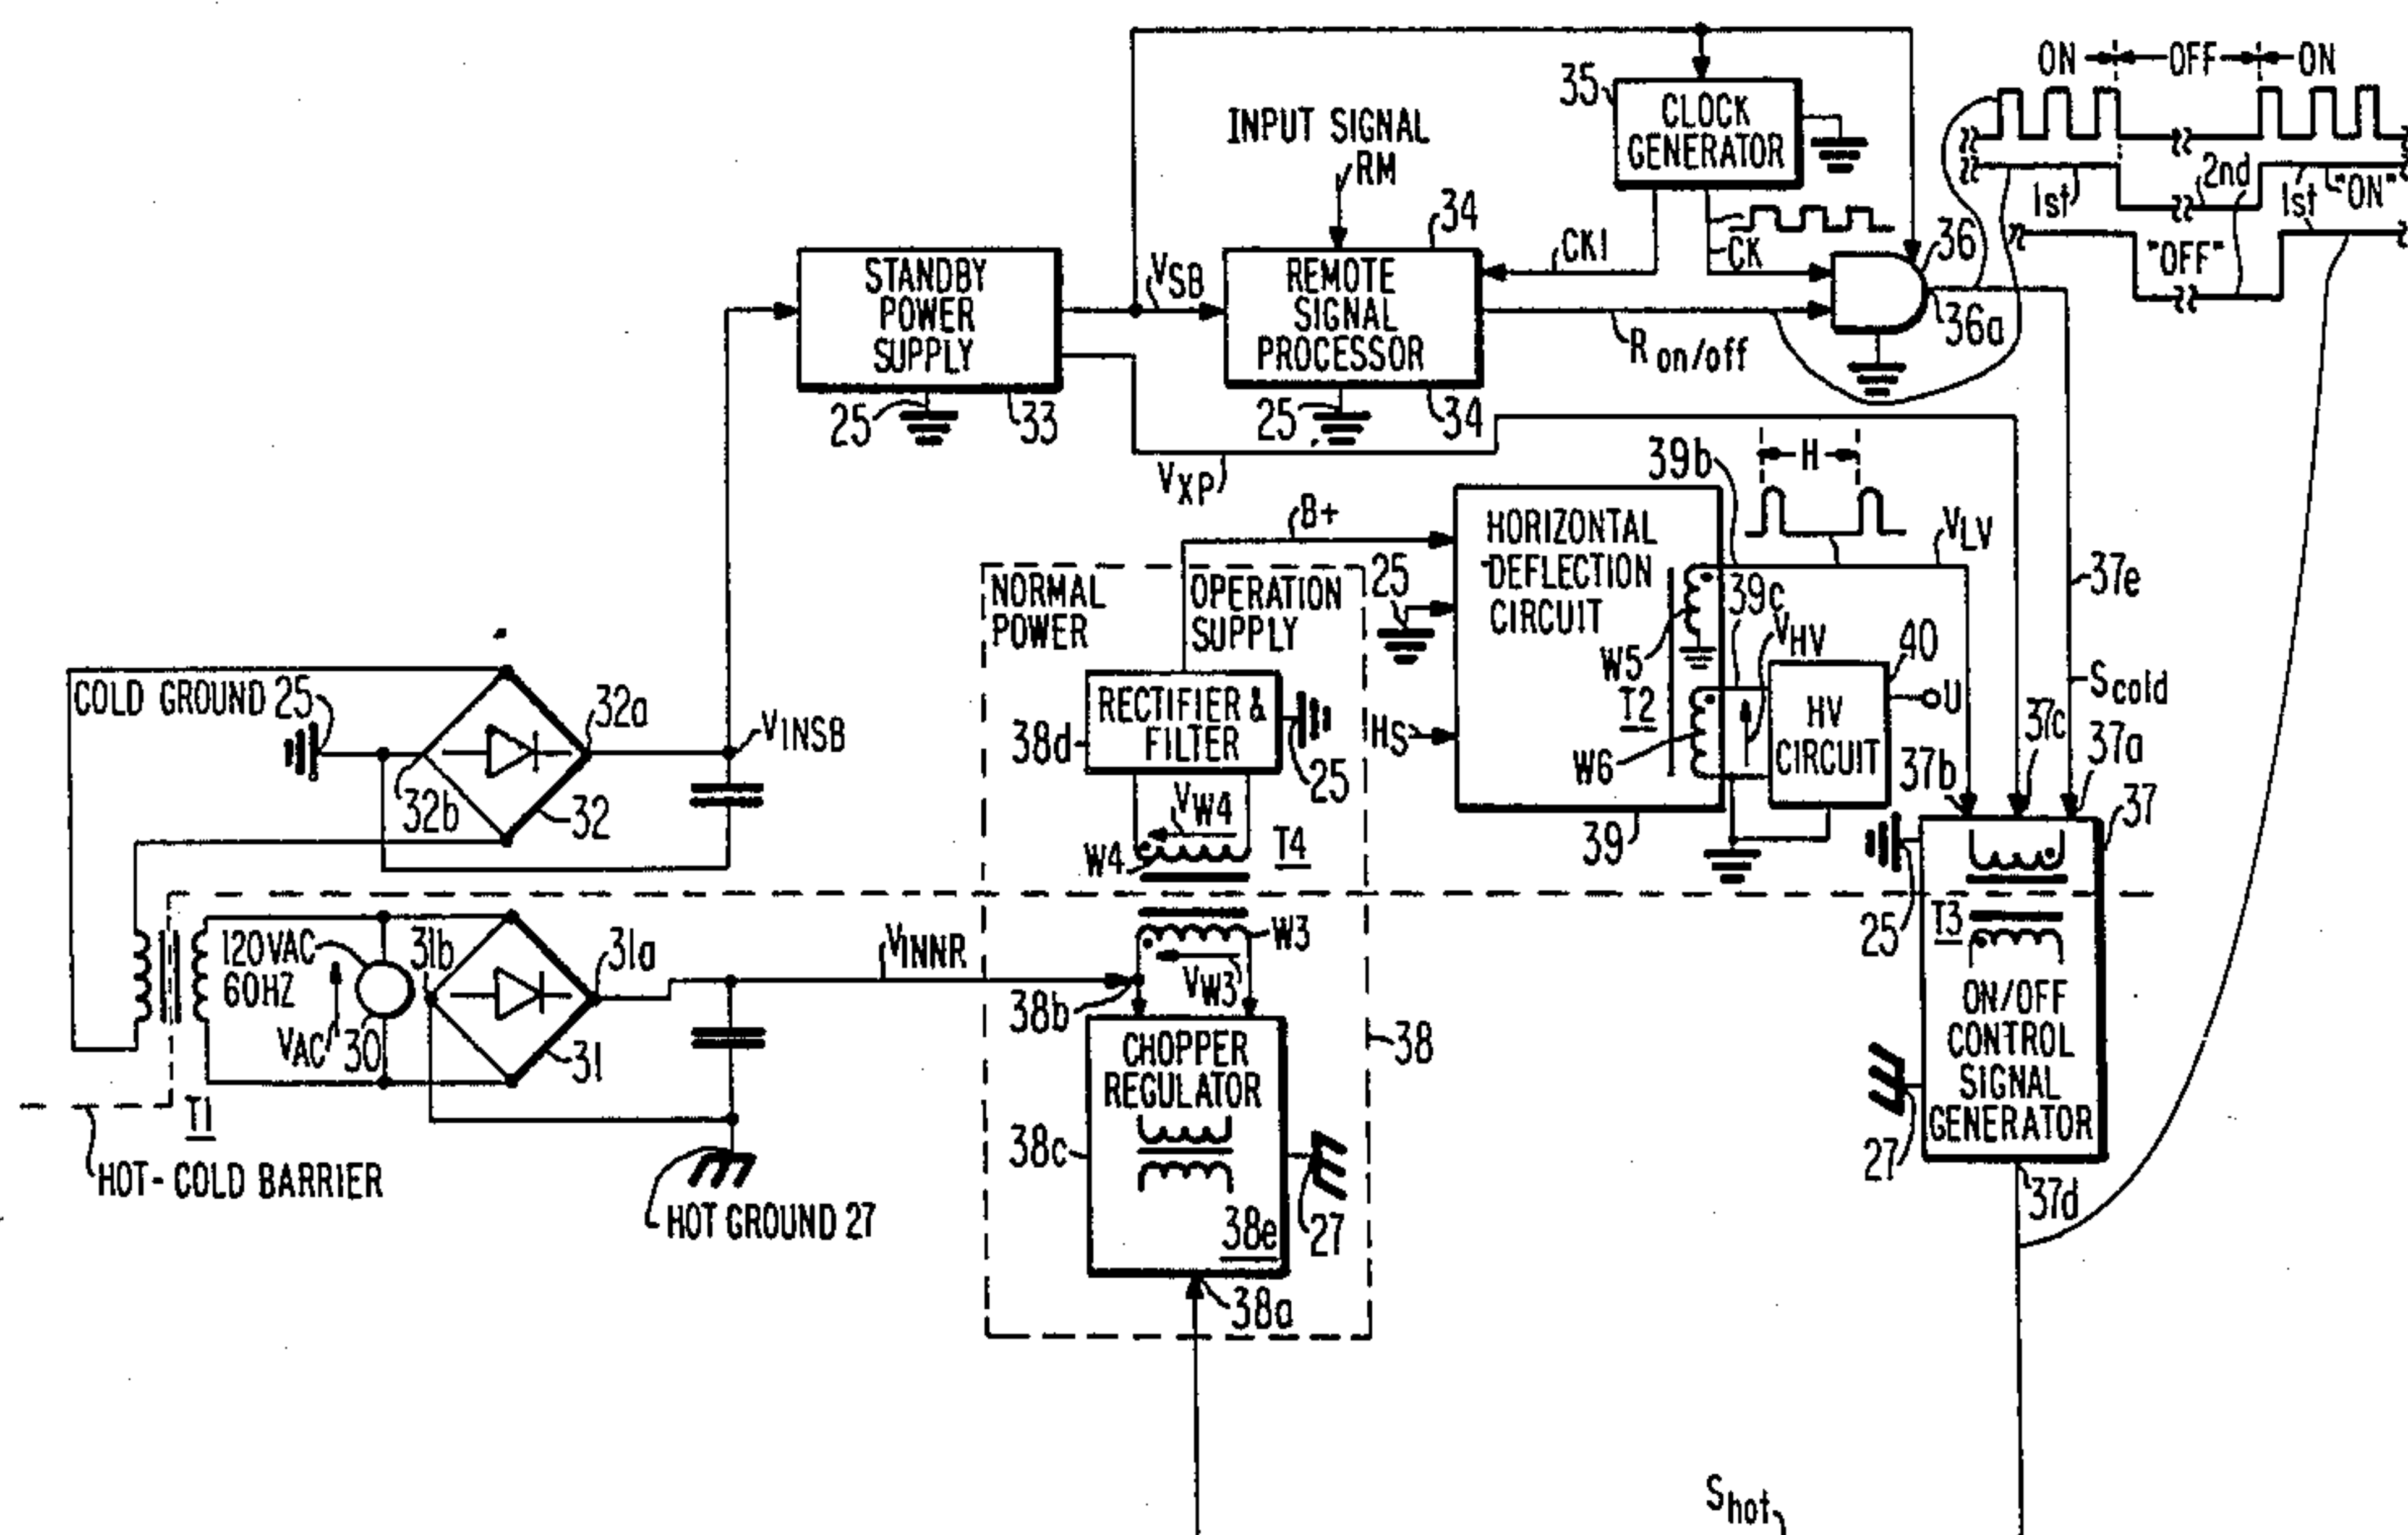 ON OFF ON
35
CLOCK
GENERATOR
INPUT SIGNAL
RM
34
1st
2nd
1st
"ON"
"OFF"
STANDBY
POWER
SUPPLY
VSB
REMOTE
SIGNAL
PROCESSOR
CK1
CK
36
36a
R on/off
25
33
25
34
VXP
39b
H
B+
HORIZONTAL
DEFLECTION
CIRCUIT
25
39c
VLV
37e
NORMAL OPERATION
POWER SUPPLY
W5
VHV
40
COLD GROUND 25
32a
VINSB
RECTIFIER &
FILTER
38d
HS
T2
HV
CIRCUIT
U
Scold
37c
37a
25
W6
37b
37
32b
32
VW4
W4
T4
39
120VAC
60HZ
31b
31a
VINNR
W3
25
T3
VAC
30
31
VW3
38b
CHOPPER
REGULATOR
38
ON/OFF
CONTROL
SIGNAL
GENERATOR
T1
HOT-COLD BARRIER
38c
27
37d
HOT GROUND 27
38e
27
38a
Shot